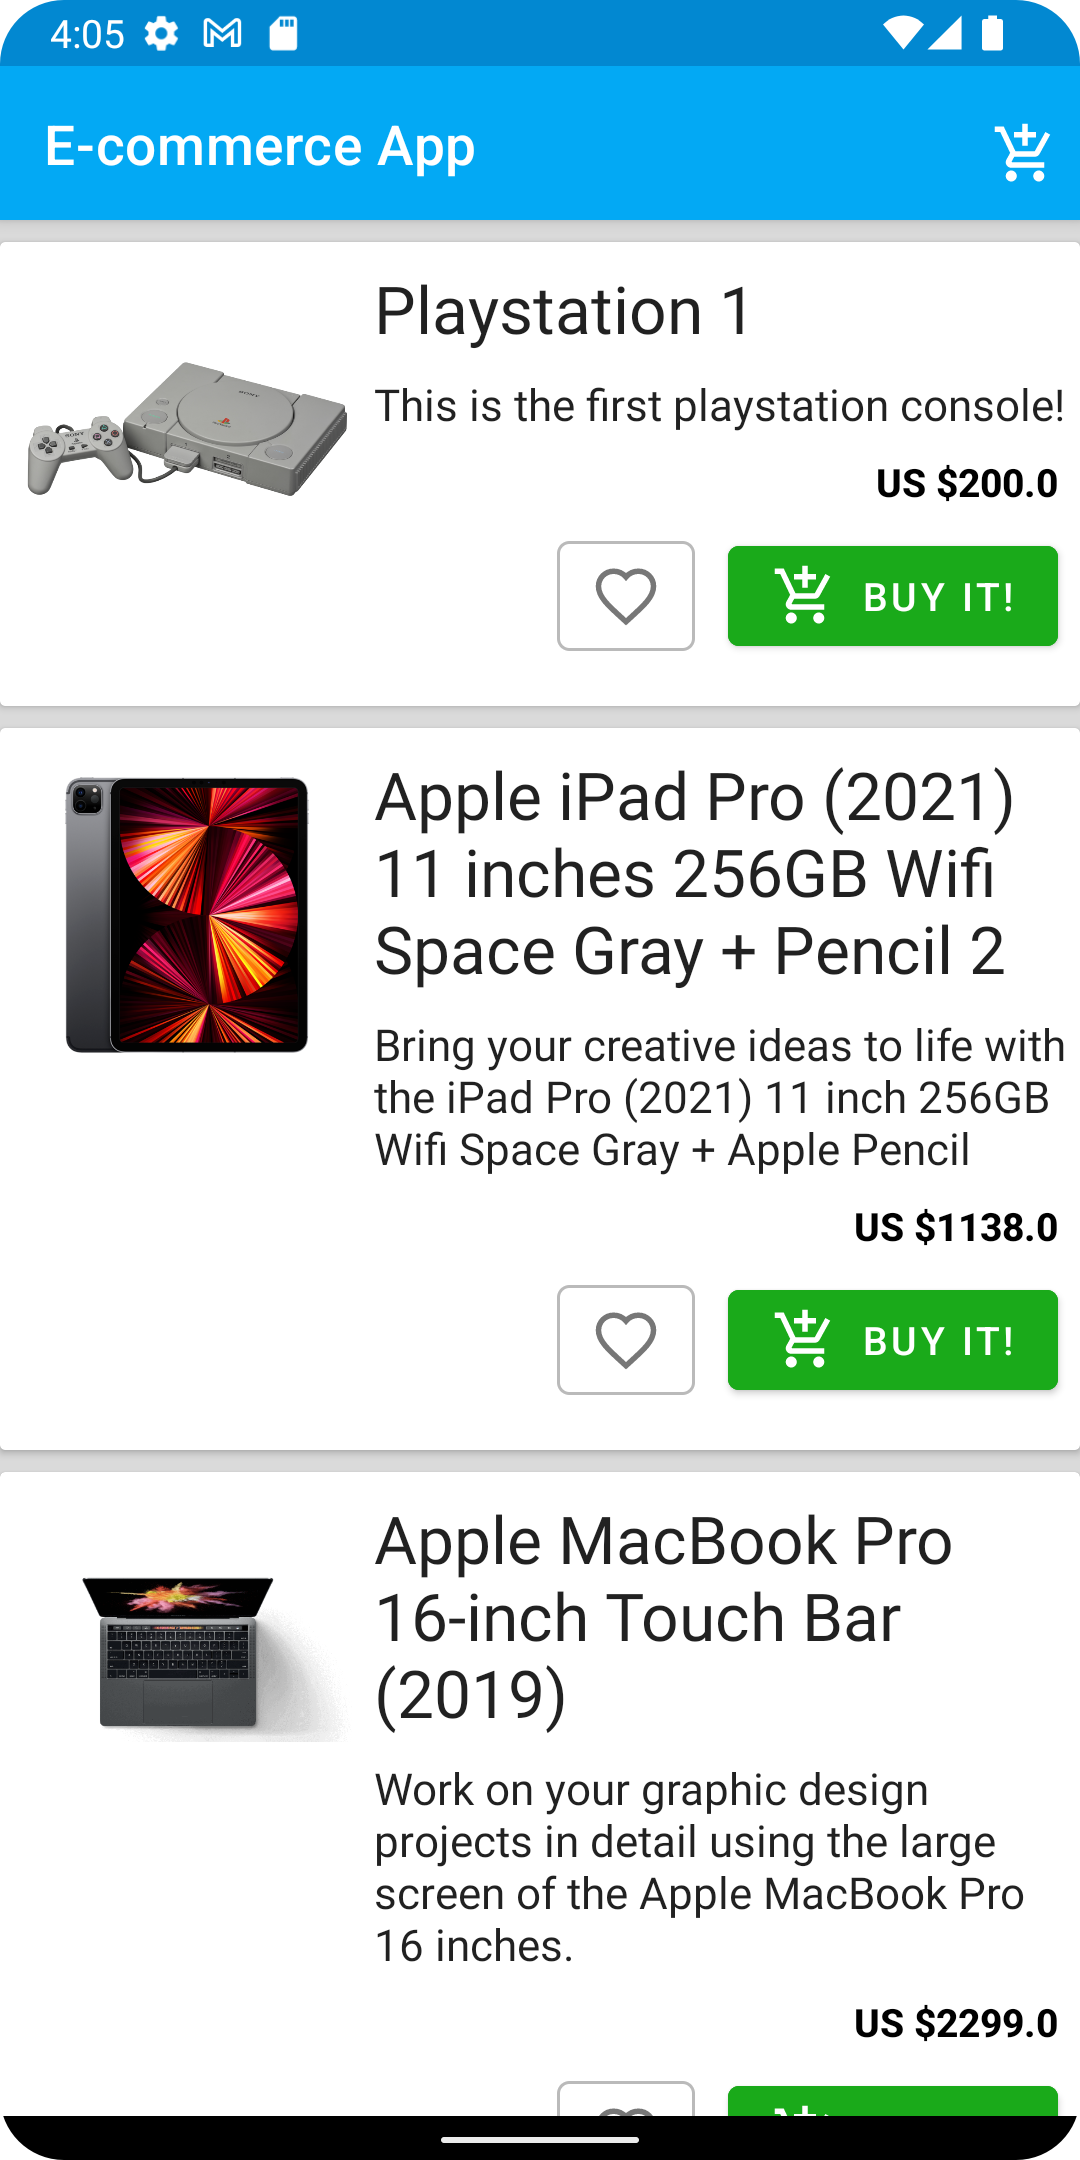 4:05
E-commerce App
Playstation 1
This is the first playstation console!
US $200.0
BUY IT!
Apple iPad Pro (2021)
11 inches 256GB Wifi
Space Gray + Pencil 2
Bring your creative ideas to life with
the iPad Pro (2021) 11 inch 256GB
Wifi Space Gray + Apple Pencil
US $1138.0
BUY IT!
Apple MacBook Pro
16-inch Touch Bar
(2019)
Work on your graphic design
projects in detail using the large
screen of the Apple MacBook Pro
16 inches.
US $2299.0